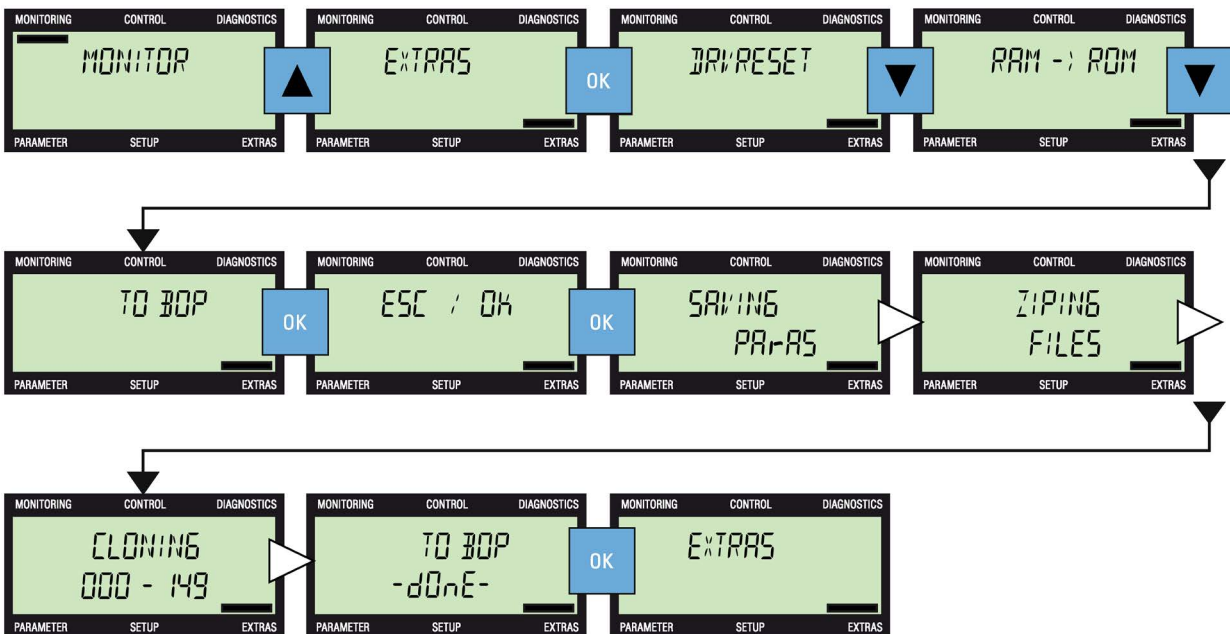 MONITORING CONTROL DIAGNOSTICS
MONITOR
PARAMETER SETUP EXTRAS
MONITORING CONTROL DIAGNOSTICS
EXTRAS
PARAMETER SETUP EXTRAS
OK
MONITORING CONTROL DIAGNOSTICS
DRVRESET
PARAMETER SETUP EXTRAS
MONITORING CONTROL DIAGNOSTICS
RAM -> ROM
PARAMETER SETUP EXTRAS
MONITORING CONTROL DIAGNOSTICS
TO BOP
PARAMETER SETUP EXTRAS
OK
MONITORING CONTROL DIAGNOSTICS
ESC / OK
PARAMETER SETUP EXTRAS
OK
MONITORING CONTROL DIAGNOSTICS
SAVING
PArAS
PARAMETER SETUP EXTRAS
MONITORING CONTROL DIAGNOSTICS
ZIPING
FILES
PARAMETER SETUP EXTRAS
MONITORING CONTROL DIAGNOSTICS
CLONING
000 - 149
PARAMETER SETUP EXTRAS
MONITORING CONTROL DIAGNOSTICS
TO BOP
-dOnE-
PARAMETER SETUP EXTRAS
OK
MONITORING CONTROL DIAGNOSTICS
EXTRAS
PARAMETER SETUP EXTRAS